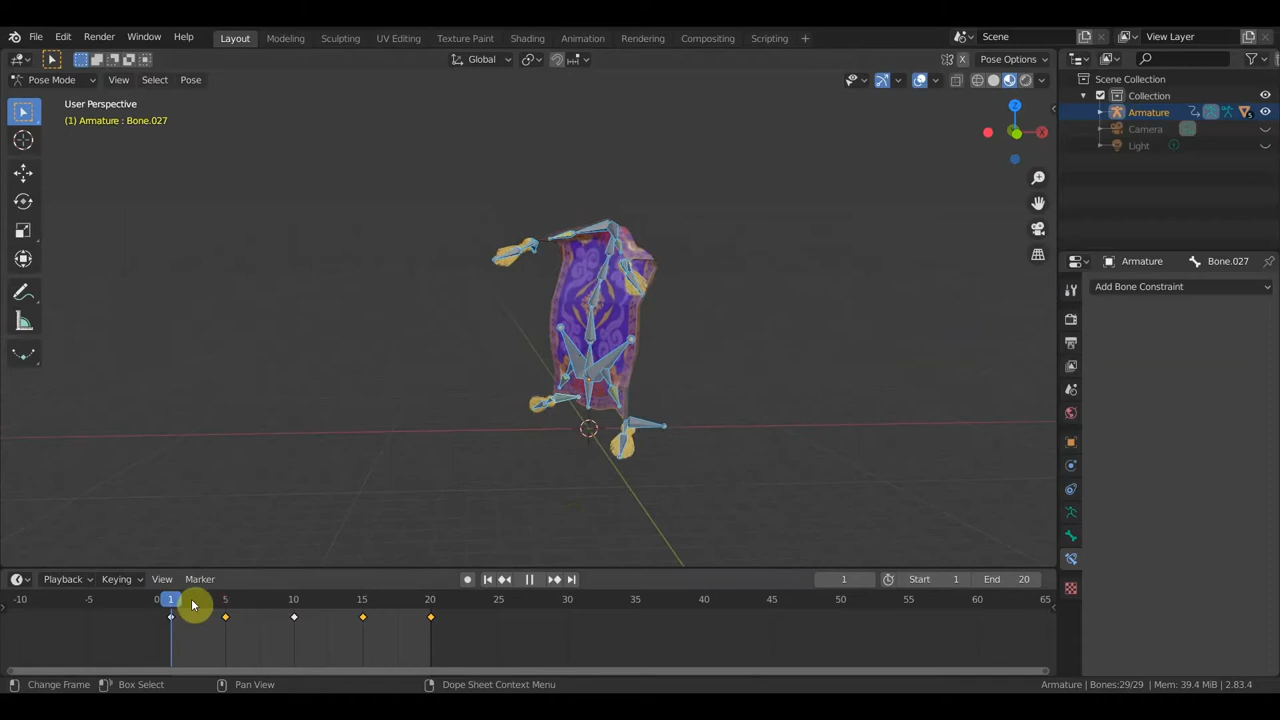 File Edit Render Window Help Layout Modeling Sculpting UV Editing Texture Paint Shading Animation Rendering Compositing Scripting Scene View Layer
Global Pose Options
Pose Mode View Select Pose Scene Collection
User Perspective Collection
(1) Armature : Bone.027 Armature
Z Camera
X Light
Armature Bone.027
Add Bone Constraint
Playback Keying View Marker 1 Start 1 End 20
-10 -5 0 1 5 10 15 20 25 30 35 40 45 50 55 60 65
Change Frame Box Select Pan View Dope Sheet Context Menu Armature | Bones:29/29 | Mem: 39.4 MiB | 2.83.4